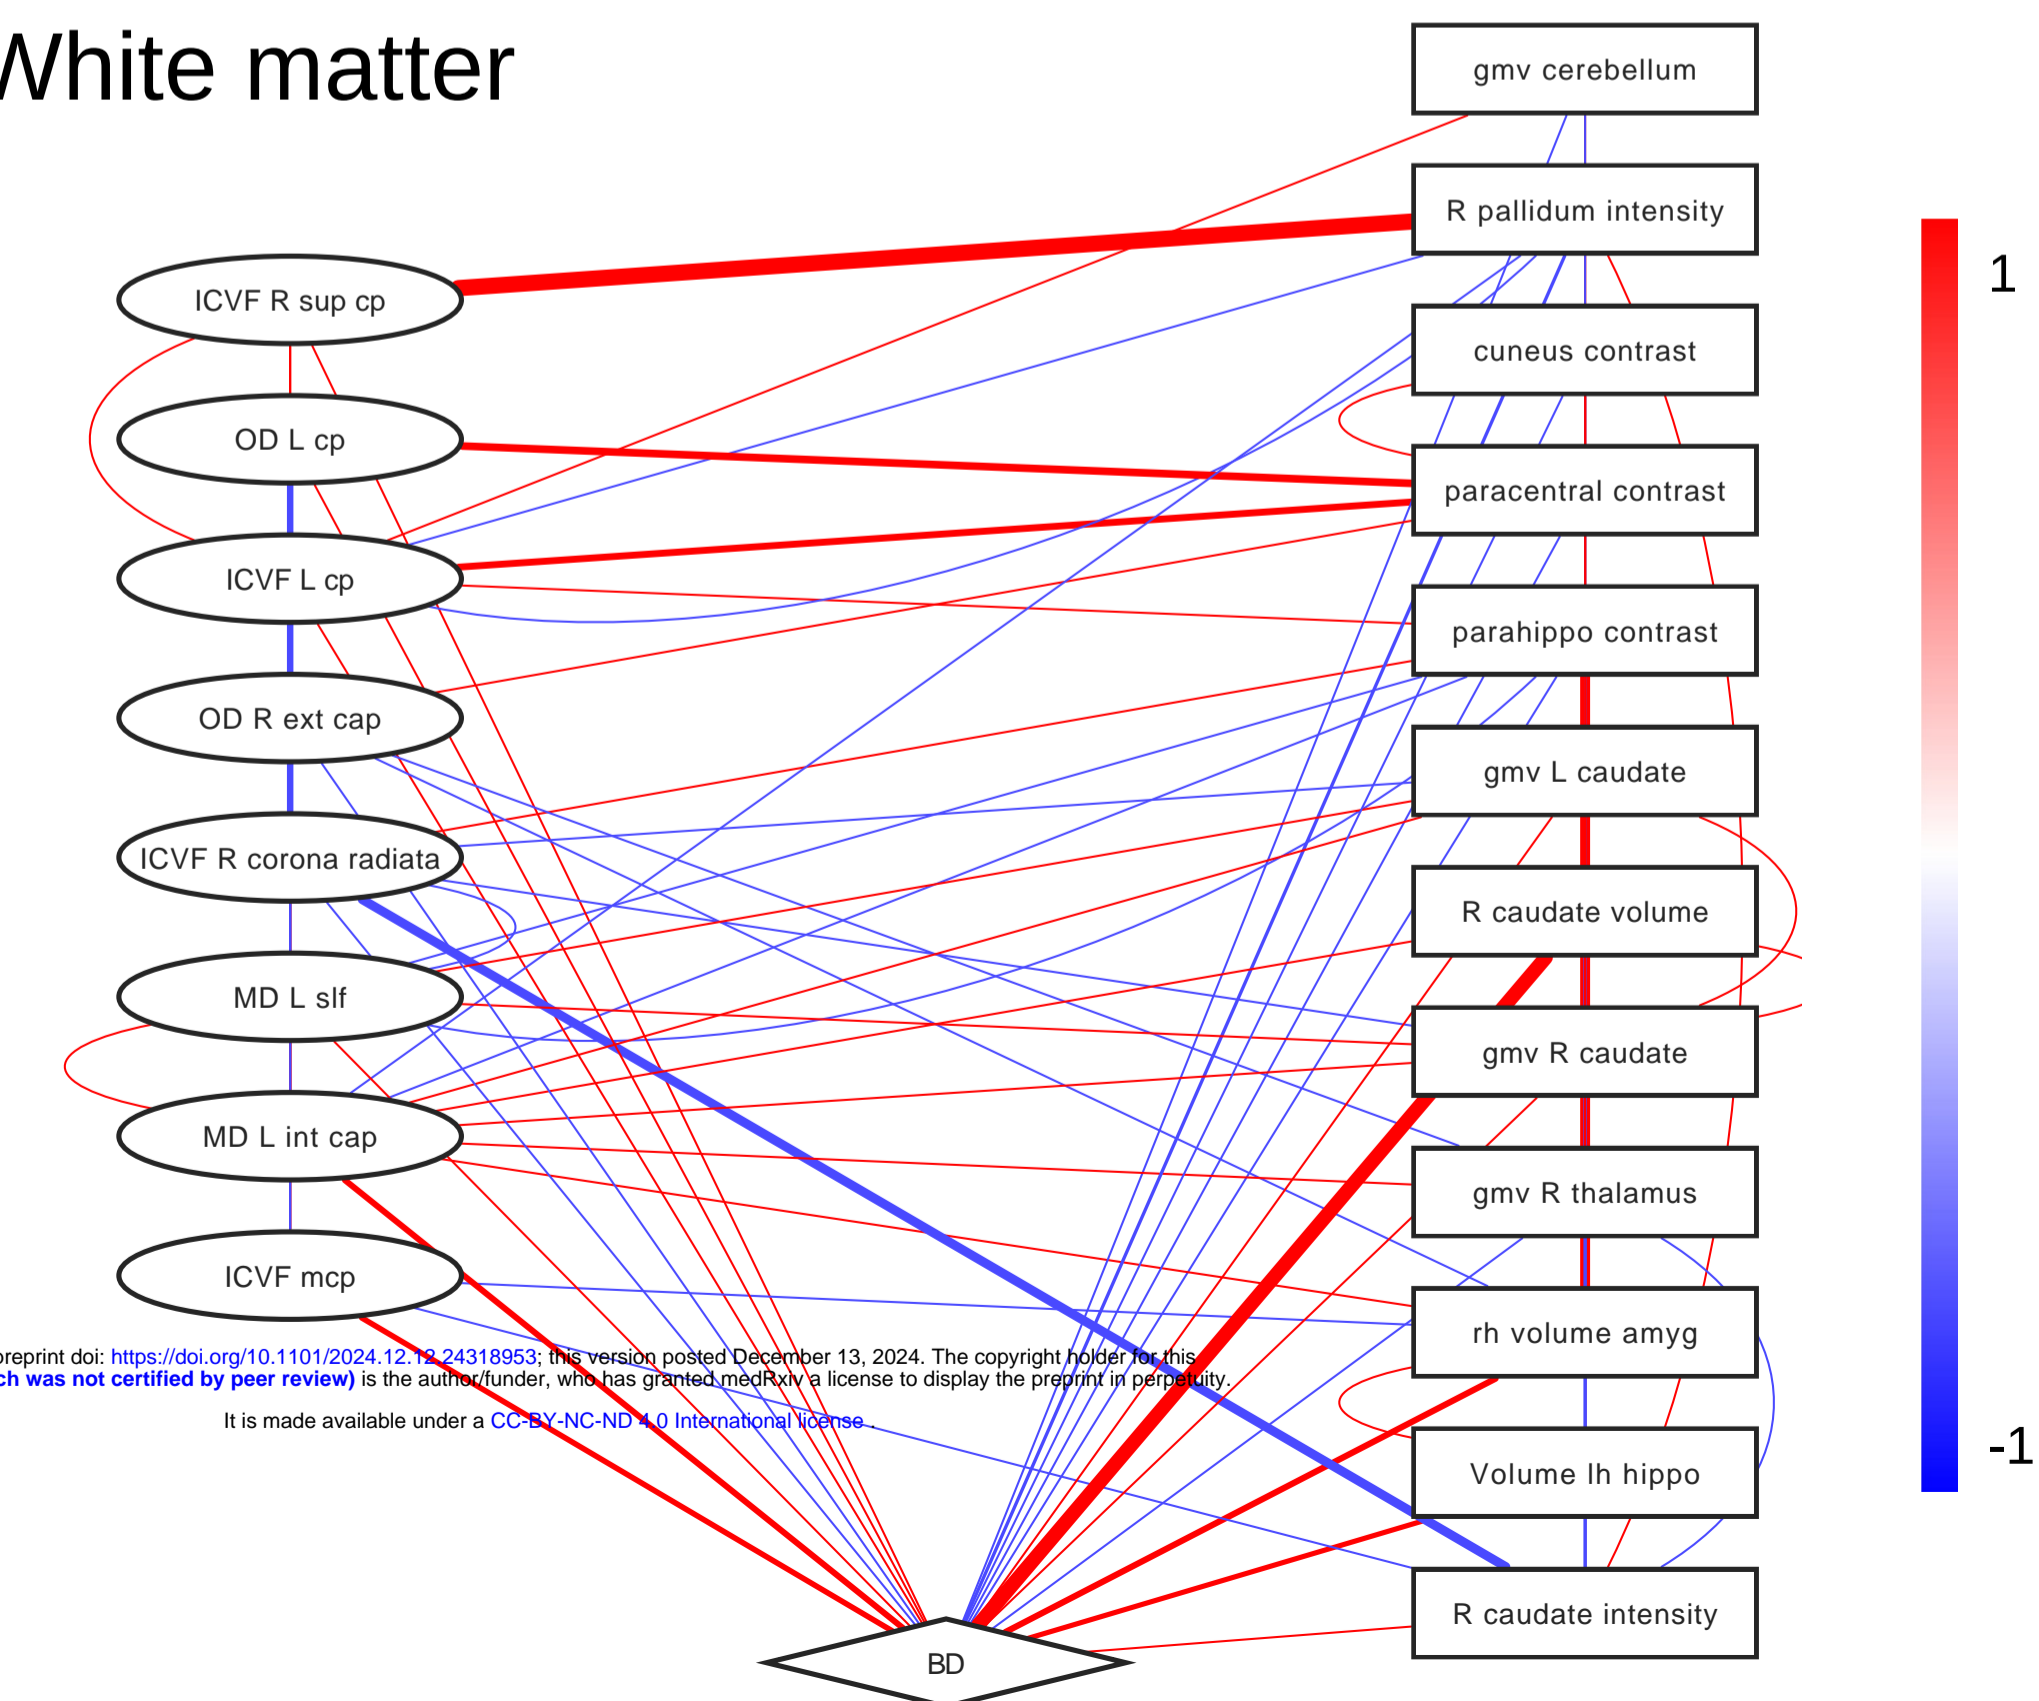 White matter
gmv cerebellum
R pallidum intensity
1
ICVF R sup cp
cuneus contrast
OD L cp
paracentral contrast
ICVF L cp
parahippo contrast
OD R ext cap
gmv L caudate
ICVF R corona radiata
R caudate volume
MD L slf
gmv R caudate
MD L int cap
gmv R thalamus
ICVF mcp
rh volume amyg
preprint doi: https://doi.org/10.1101/2024.12.12.24318953; this version posted December 13, 2024. The copyright holder for this
was not certified by peer review) is the author/funder, who has granted medRxiv a license to display the preprint in perpetuity.
It is made available under a CC-BY-NC-ND 4.0 International license .
-1
Volume lh hippo
R caudate intensity
BD